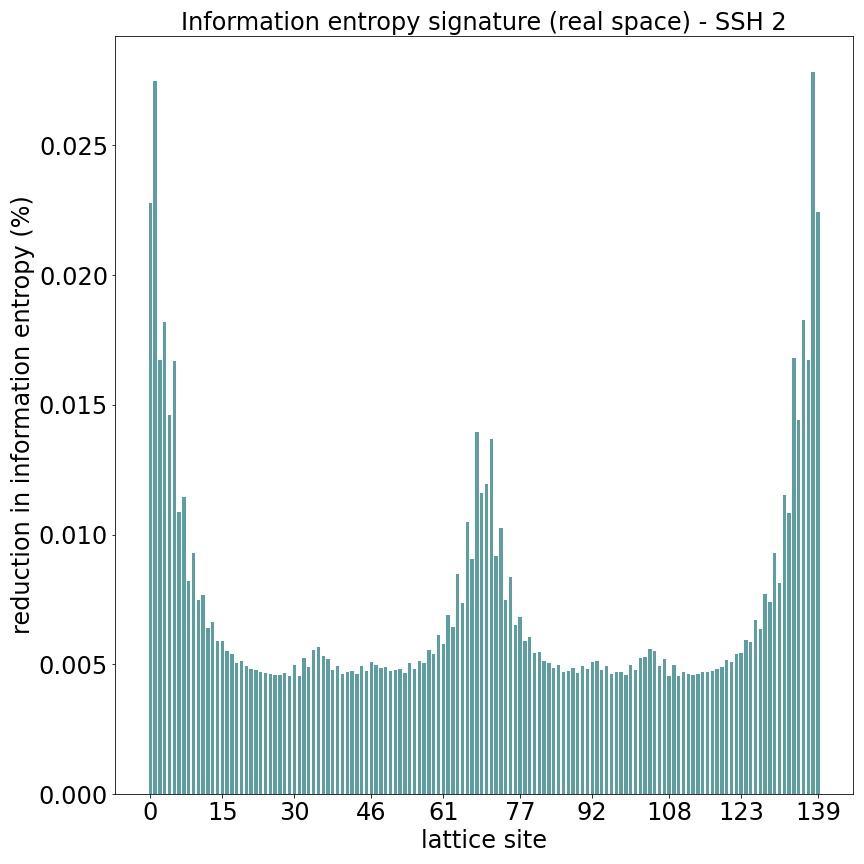 Information entropy signature (real space) - SSH 2
reduction in information entropy (%)
0.025
0.020
0.015
0.010
0.005
0.000
0 15 30 46 61 77 92 108 123 139
lattice site